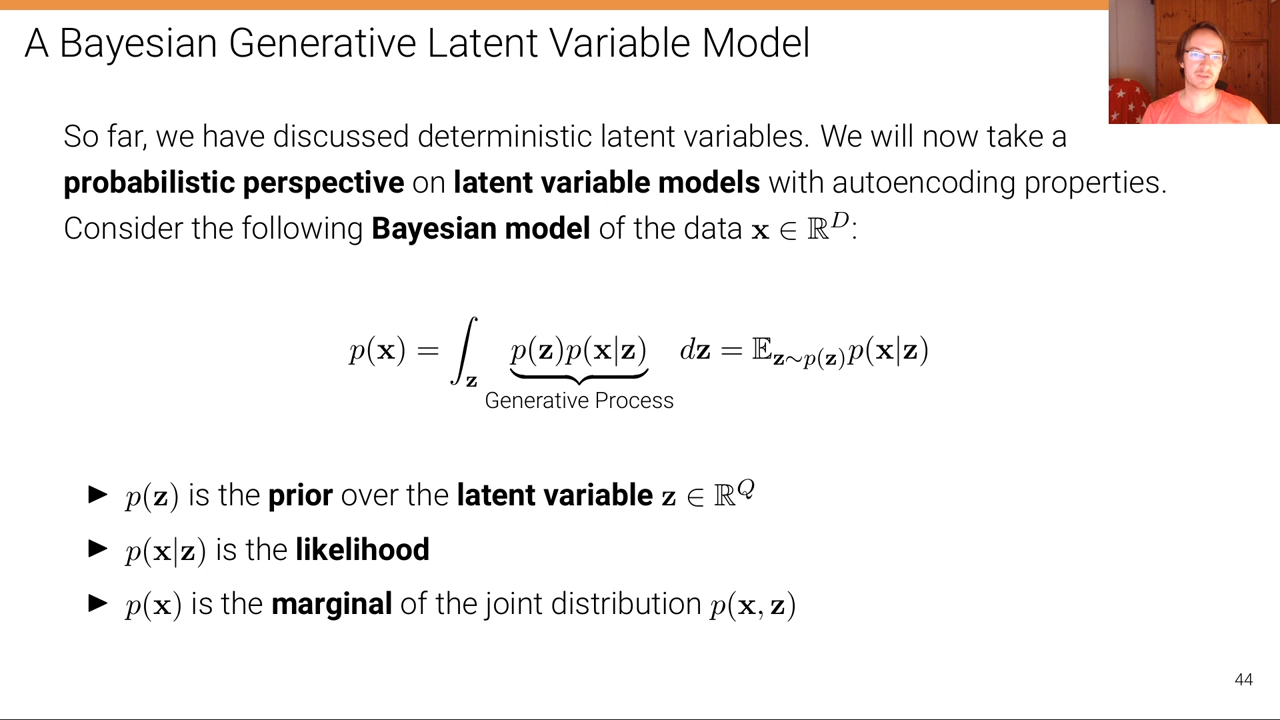 A Bayesian Generative Latent Variable Model
So far, we have discussed deterministic latent variables. We will now take a
probabilistic perspective on latent variable models with autoencoding properties.
Consider the following Bayesian model of the data x ∈ ℝ^D:
p(x) = ∫_z p(z)p(x|z) dz = 𝔼_{z∼p(z)} p(x|z)
Generative Process
▶ p(z) is the prior over the latent variable z ∈ ℝ^Q
▶ p(x|z) is the likelihood
▶ p(x) is the marginal of the joint distribution p(x, z)
44